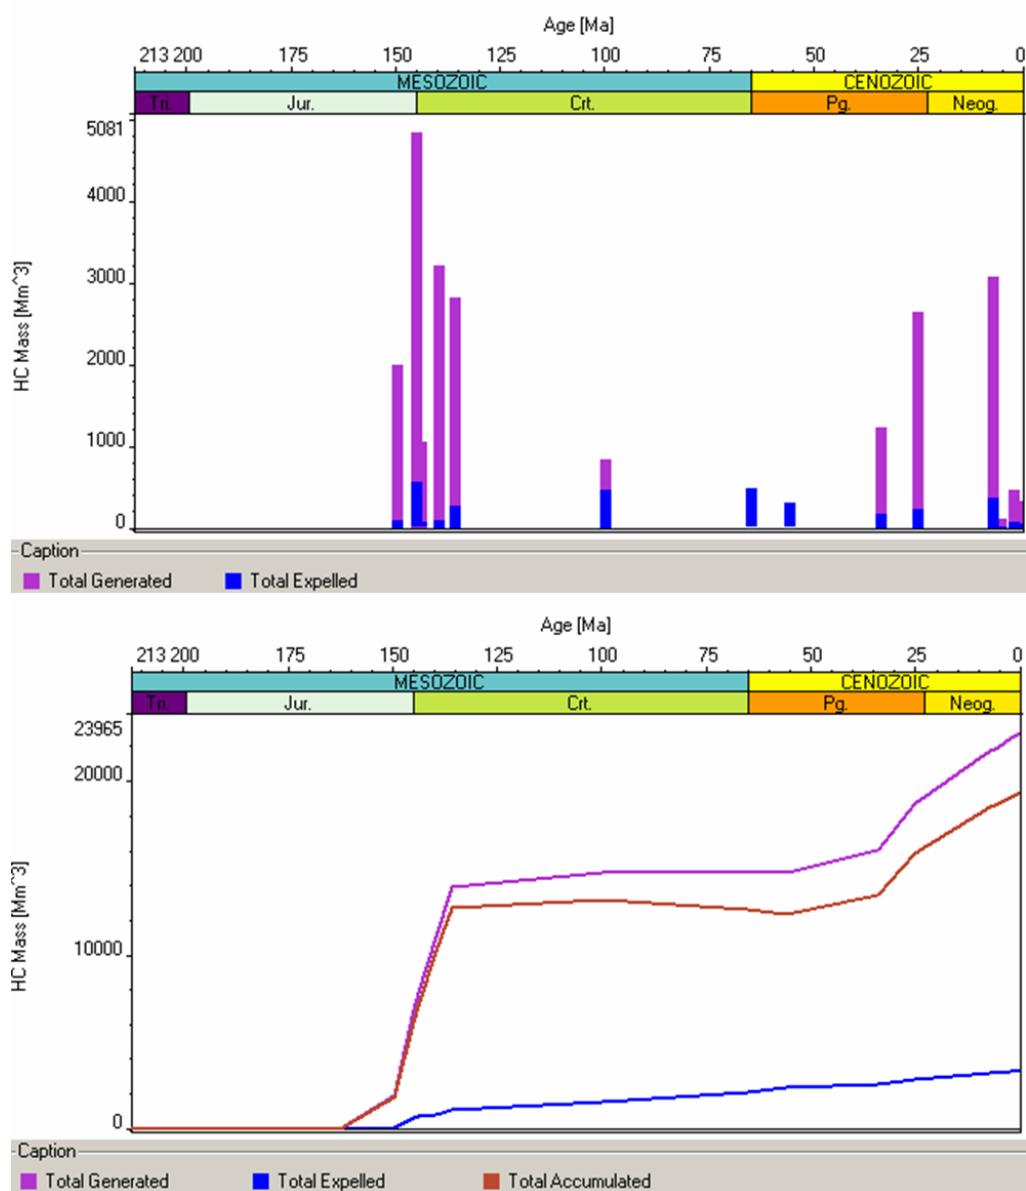 Age [Ma]
213 200 175 150 125 100 75 50 25 0
MESOZOIC CENOZOIC
Tri. Jur. Crt. Pg. Neog.
5081
4000
3000
2000
1000
0
HC Mass [Mm^3]
Caption
Total Generated Total Expelled
Age [Ma]
213 200 175 150 125 100 75 50 25 0
MESOZOIC CENOZOIC
Tri. Jur. Crt. Pg. Neog.
23965
20000
10000
0
HC Mass [Mm^3]
Caption
Total Generated Total Expelled Total Accumulated